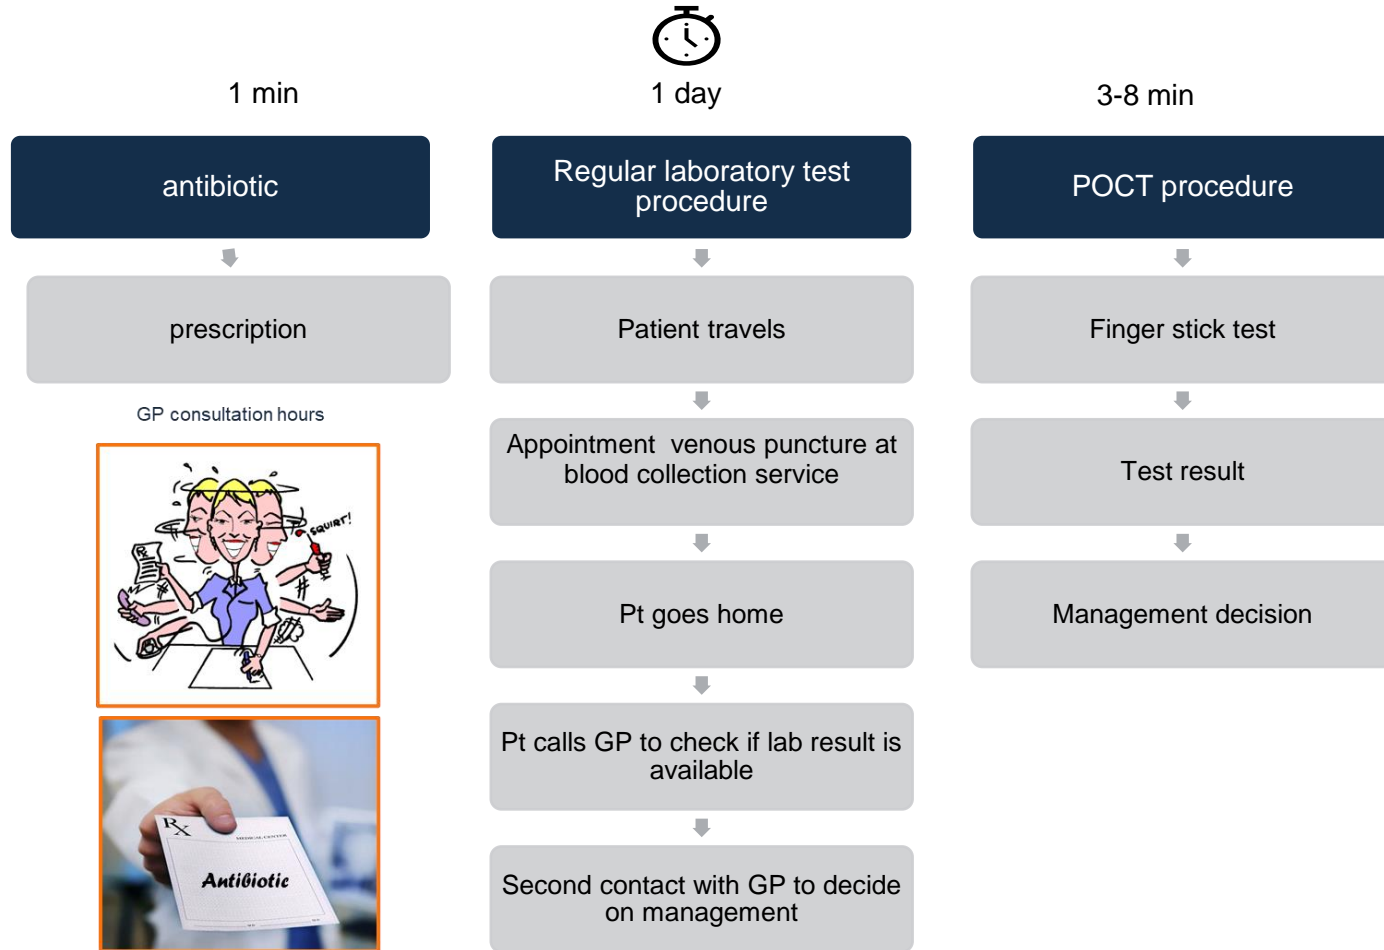 1 min
1 day
3-8 min
antibiotic
Regular laboratory test
procedure
POCT procedure
prescription
Patient travels
Finger stick test
GP consultation hours
Appointment venous puncture at
blood collection service
Test result
SQUIRT!
Rx
Pt goes home
Management decision
Pt calls GP to check if lab result is
available
RX
MEDICAL CENTER
Antibiotic
Second contact with GP to decide
on management